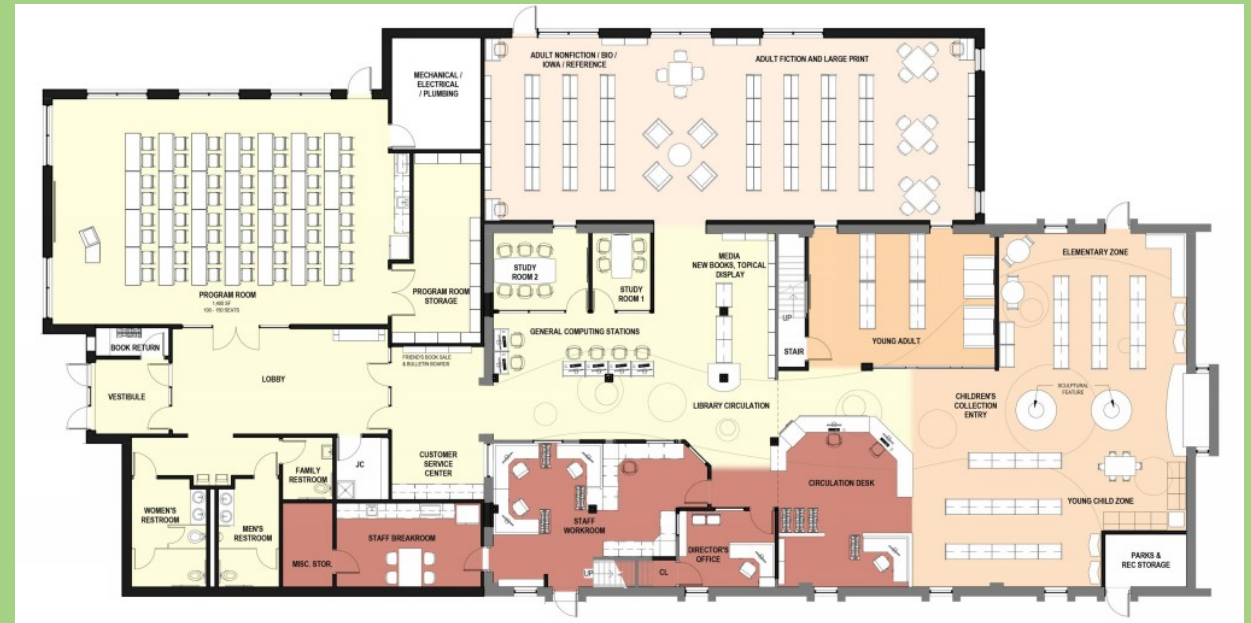 MECHANICAL /
ELECTRICAL
/ PLUMBING
ADULT NONFICTION / BIO /
IOWA / REFERENCE
ADULT FICTION AND LARGE PRINT
PROGRAM ROOM
1,400 SF
100 - 150 SEATS
PROGRAM ROOM
STORAGE
STUDY
ROOM 2
STUDY
ROOM 1
MEDIA
NEW BOOKS, TOPICAL
DISPLAY
UP
STAIR
YOUNG ADULT
ELEMENTARY ZONE
BOOK RETURN
VESTIBULE
LOBBY
FRIEND'S BOOK SALE
& BULLETIN BOARDS
GENERAL COMPUTING STATIONS
LIBRARY CIRCULATION
CHILDREN'S
COLLECTION
ENTRY
SCULPTURAL
FEATURE
CUSTOMER
SERVICE
CENTER
JC
FAMILY
RESTROOM
WOMEN'S
RESTROOM
MEN'S
RESTROOM
MISC. STOR.
STAFF BREAKROOM
STAFF
WORKROOM
UP
CL
DIRECTOR'S
OFFICE
CIRCULATION DESK
YOUNG CHILD ZONE
PARKS &
REC STORAGE